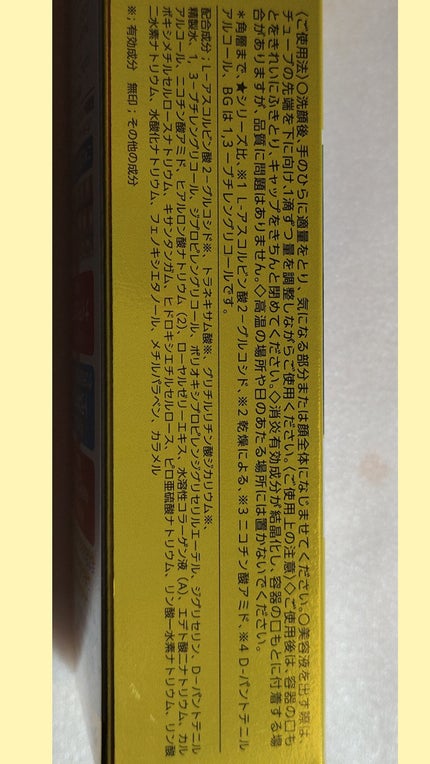 〈ご使用法〉○洗顔後、手のひらに適量をとり、気になる部分または顔全体になじませてください。○美容液を出す際は、
チューブの先端を下に向け、1滴ずつ量を調整しながらご使用ください。〈ご使用上の注意〉◇ご使用後は、容器の口も
とをきれいにふきとり、キャップをきちんと閉めてください。◇消炎有効成分が結晶化し、容器の口もとに付着する場
合がありますが、品質に問題はありません。◇高温の場所や日のあたる場所には置かないでください。
*角層まで、★シリーズ比、※1 L-アスコルビン酸2-グルコシド、※2 乾燥による、※3 ニコチン酸アミド、※4 D-パントテニル
アルコール、BGは1,3-ブチレングリコールです。
配合成分；L-アスコルビン酸2-グルコシド※、トラネキサム酸※、グリチルリチン酸ジカリウム※、
精製水、1，3-ブチレングリコール、ジプロピレングリコール、ポリオキシプロピレンジグリセリルエーテル、ジグリセリン、D-パントテニル
アルコール、ニコチン酸アミド、ヒアルロン酸ナトリウム（2）、ローヤルゼリーエキス、水溶性コラーゲン液（A）、エデト酸二ナトリウム、カル
ボキシメチルセルロースナトリウム、キサンタンガム、ヒドロキシエチルセルロース、ピロ亜硫酸ナトリウム、リン酸一水素ナトリウム、リン酸
二水素ナトリウム、水酸化ナトリウム、フェノキシエタノール、メチルパラベン、カラメル
※；有効成分　無印；その他の成分